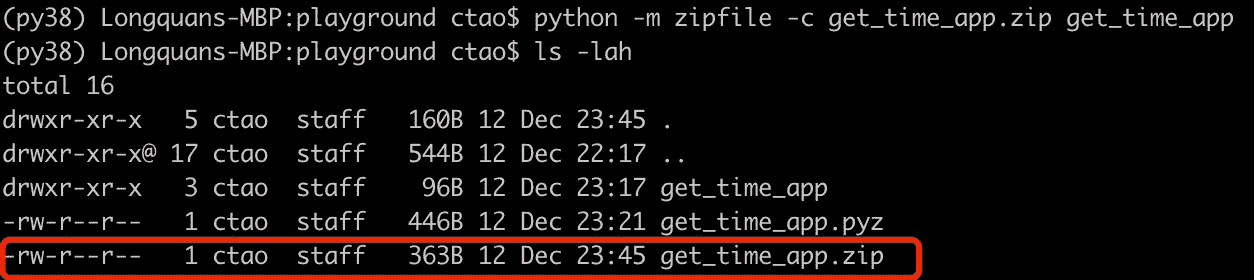 (py38) Longquans-MBP:playground ctao$ python -m zipfile -c get_time_app.zip get_time_app
(py38) Longquans-MBP:playground ctao$ ls -lah
total 16
drwxr-xr-x   5 ctao  staff   160B 12 Dec 23:45 .
drwxr-xr-x@ 17 ctao  staff   544B 12 Dec 22:17 ..
drwxr-xr-x   3 ctao  staff    96B 12 Dec 23:17 get_time_app
-rw-r--r--   1 ctao  staff   446B 12 Dec 23:21 get_time_app.pyz
-rw-r--r--   1 ctao  staff   363B 12 Dec 23:45 get_time_app.zip